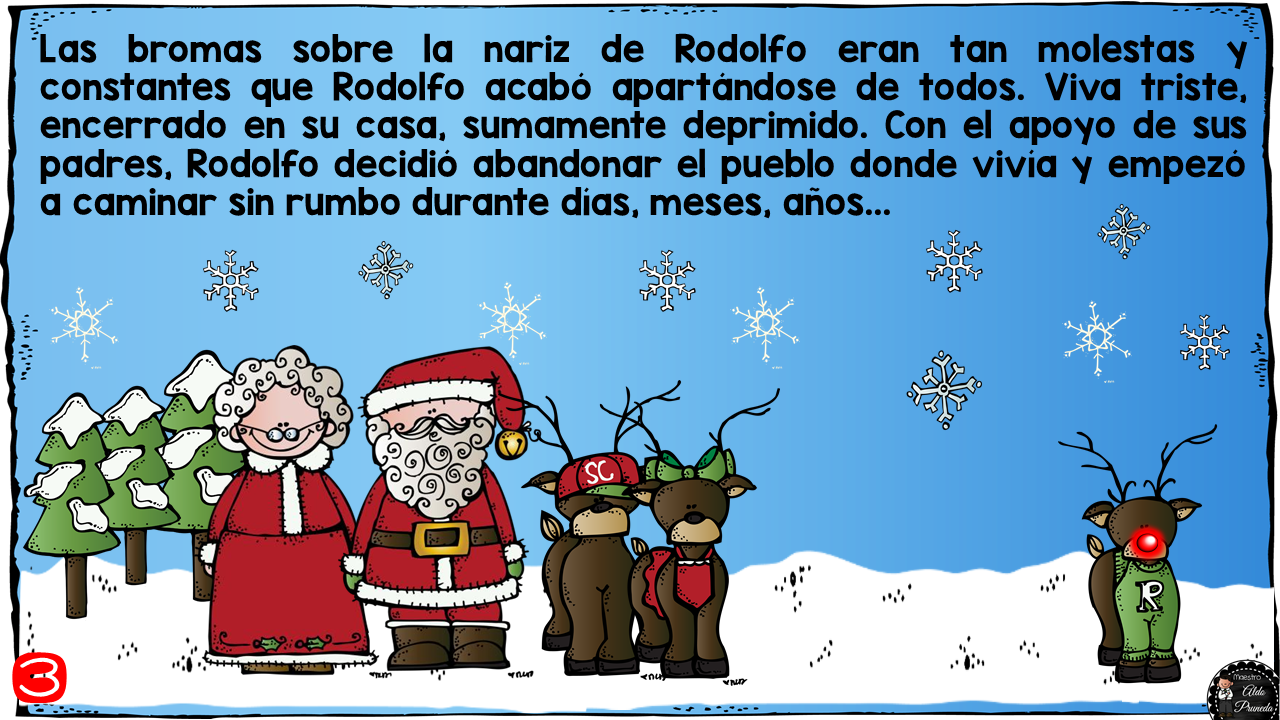 Las bromas sobre la nariz de Rodolfo eran tan molestas y
constantes que Rodolfo acabó apartándose de todos. Viva triste,
encerrado en su casa, sumamente deprimido. Con el apoyo de sus
padres, Rodolfo decidió abandonar el pueblo donde vivía y empezó
a caminar sin rumbo durante días, meses, años...
SC
R
3
Maestro
Aldo
Pruneda